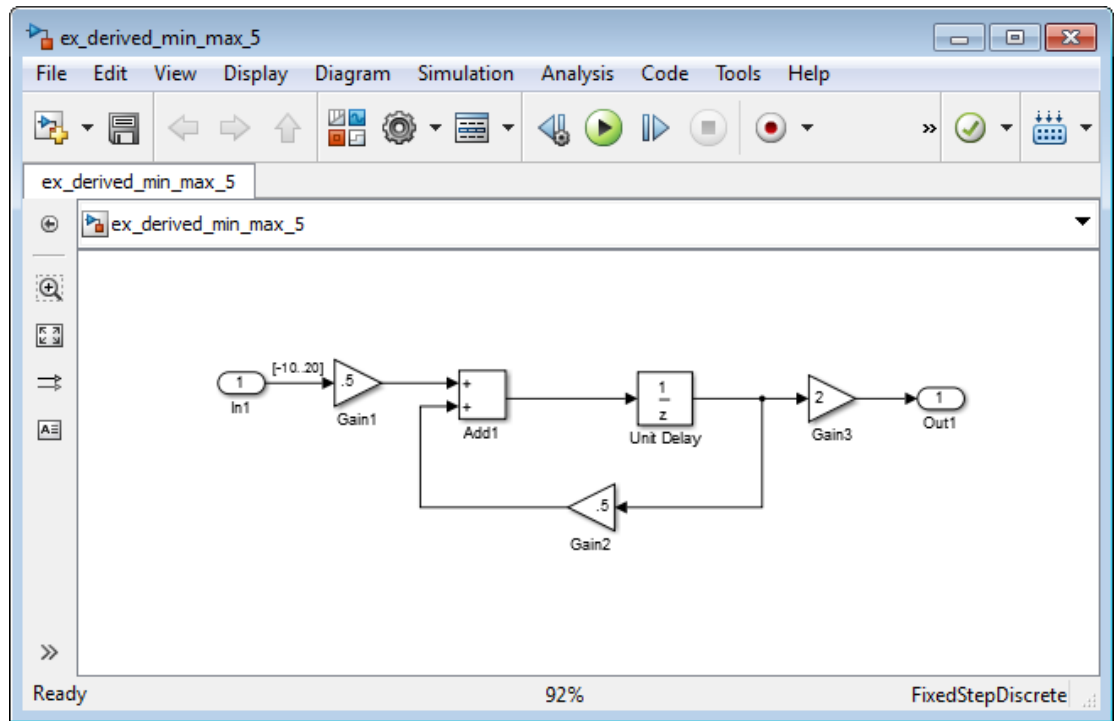 ex_derived_min_max_5
File Edit View Display Diagram Simulation Analysis Code Tools Help
»
ex_derived_min_max_5
ex_derived_min_max_5
[-10..20]
1
In1
.5
Gain1
+
+
Add1
1
z
Unit Delay
2
Gain3
1
Out1
.5
Gain2
A
»
Ready 92% FixedStepDiscrete